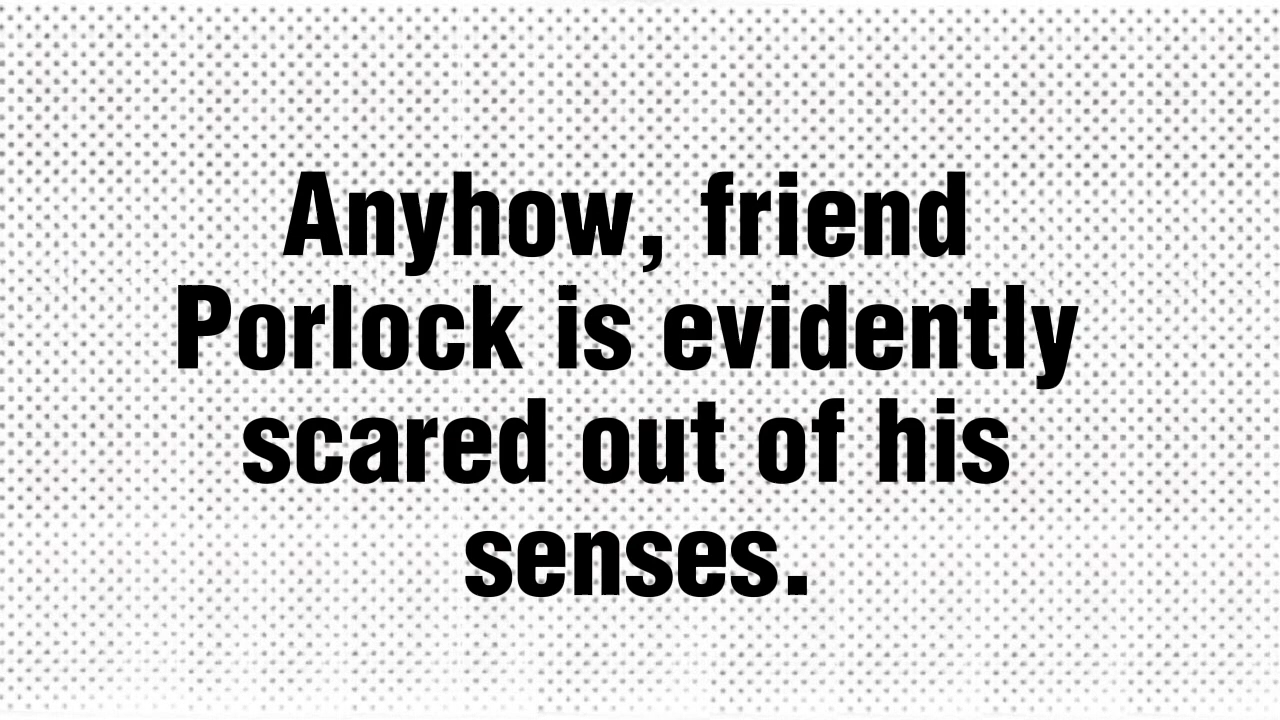 Anyhow, friend
Porlock is evidently
scared out of his
senses.